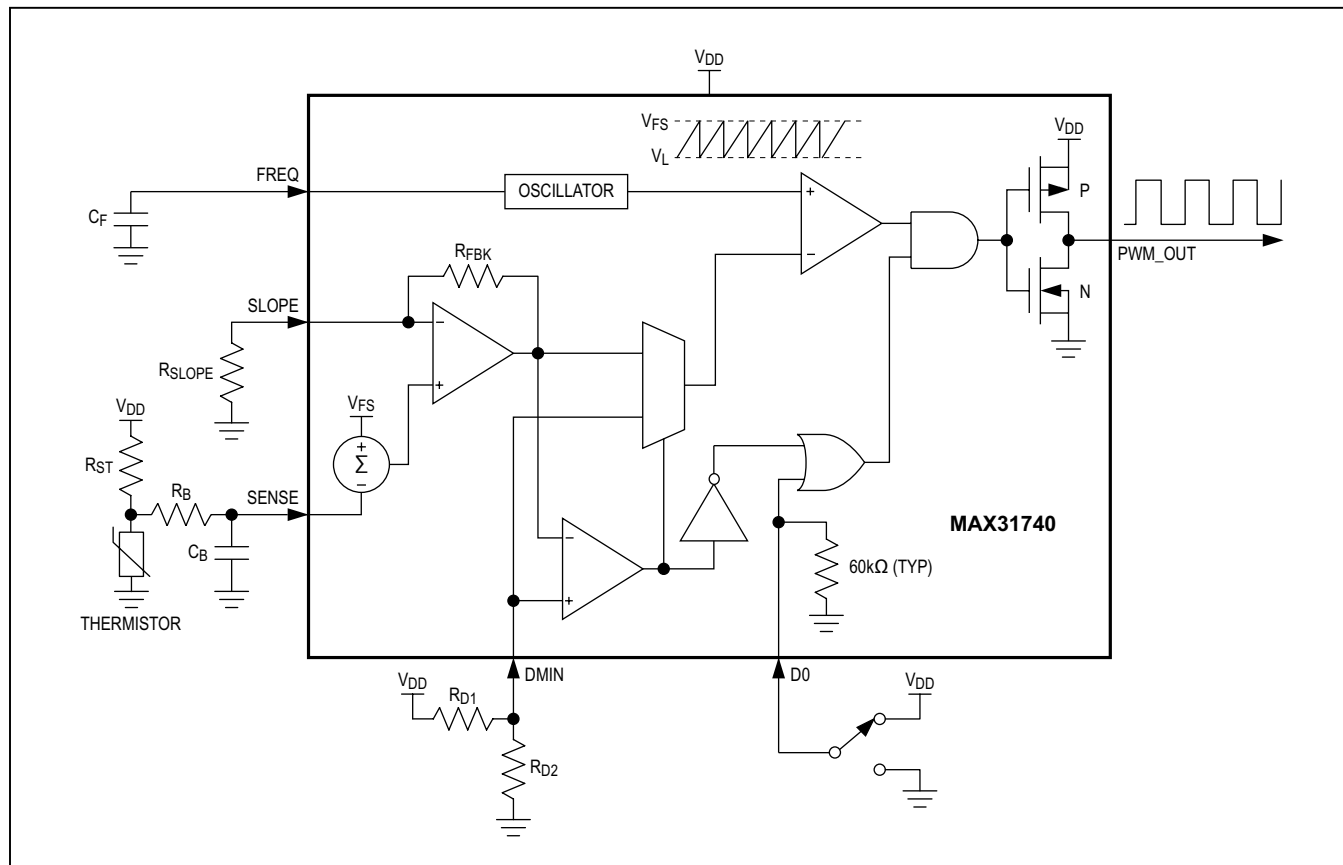 VDD
VFS
VL
VDD
FREQ
OSCILLATOR
+
P
CF
RFBK
−
PWM_OUT
SLOPE
−
N
RSLOPE
+
VDD
VFS
RST
+
Σ
−
RB
SENSE
MAX31740
CB
−
60kΩ (TYP)
+
THERMISTOR
DMIN
D0
VDD
RD1
VDD
RD2